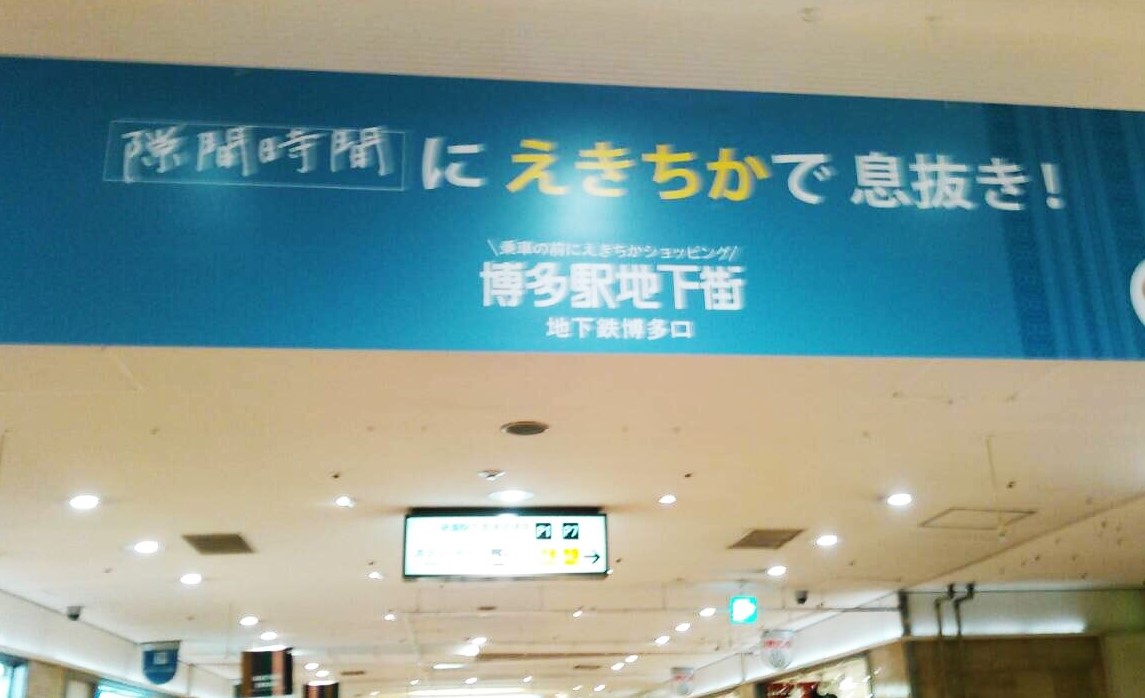 隙間時間 に えきちかで 息抜き!
\乗車の前にえきちかショッピング/
博多駅地下街
地下鉄博多口
P1 P7
→